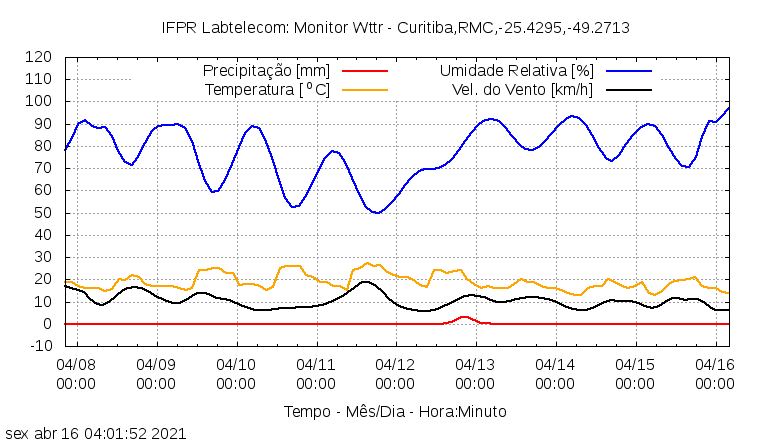 IFPR Labtelecom: Monitor Wttr - Curitiba,RMC,-25.4295,-49.2713
Precipitação [mm]
Temperatura [ ⁰C]
Umidade Relativa [%]
Vel. do Vento [km/h]
120
110
100
90
80
70
60
50
40
30
20
10
0
-10
04/08 04/09 04/10 04/11 04/12 04/13 04/14 04/15 04/16
00:00 00:00 00:00 00:00 00:00 00:00 00:00 00:00 00:00
Tempo - Mês/Dia - Hora:Minuto
sex abr 16 04:01:52 2021